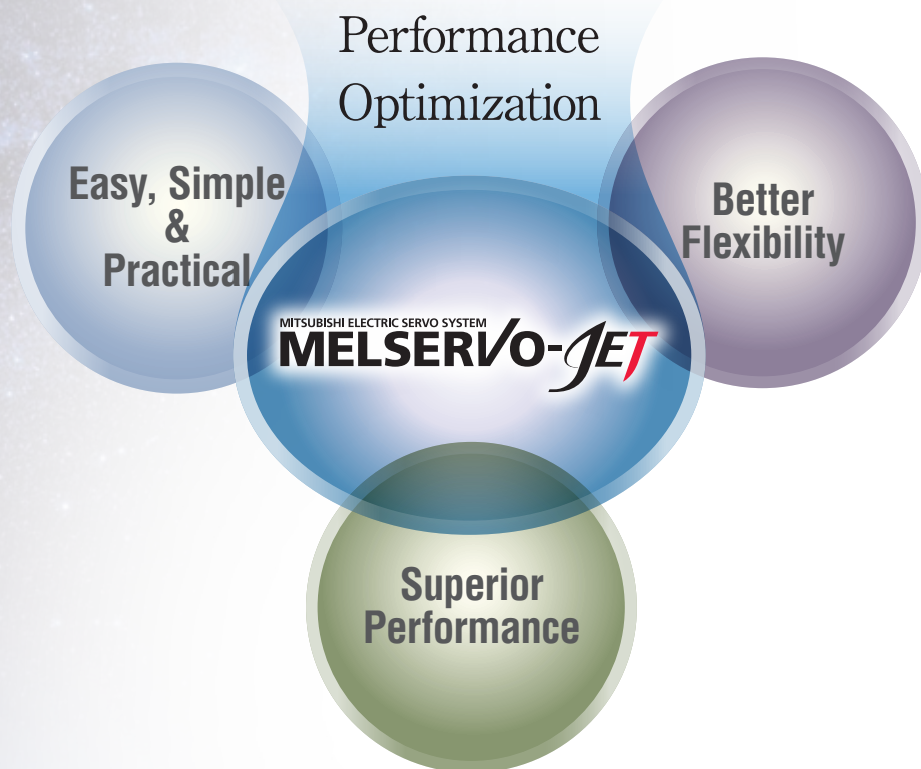 Performance
Optimization
Easy, Simple
&
Practical
Better
Flexibility
MITSUBISHI ELECTRIC SERVO SYSTEM
MELSERVO-JET
Superior
Performance